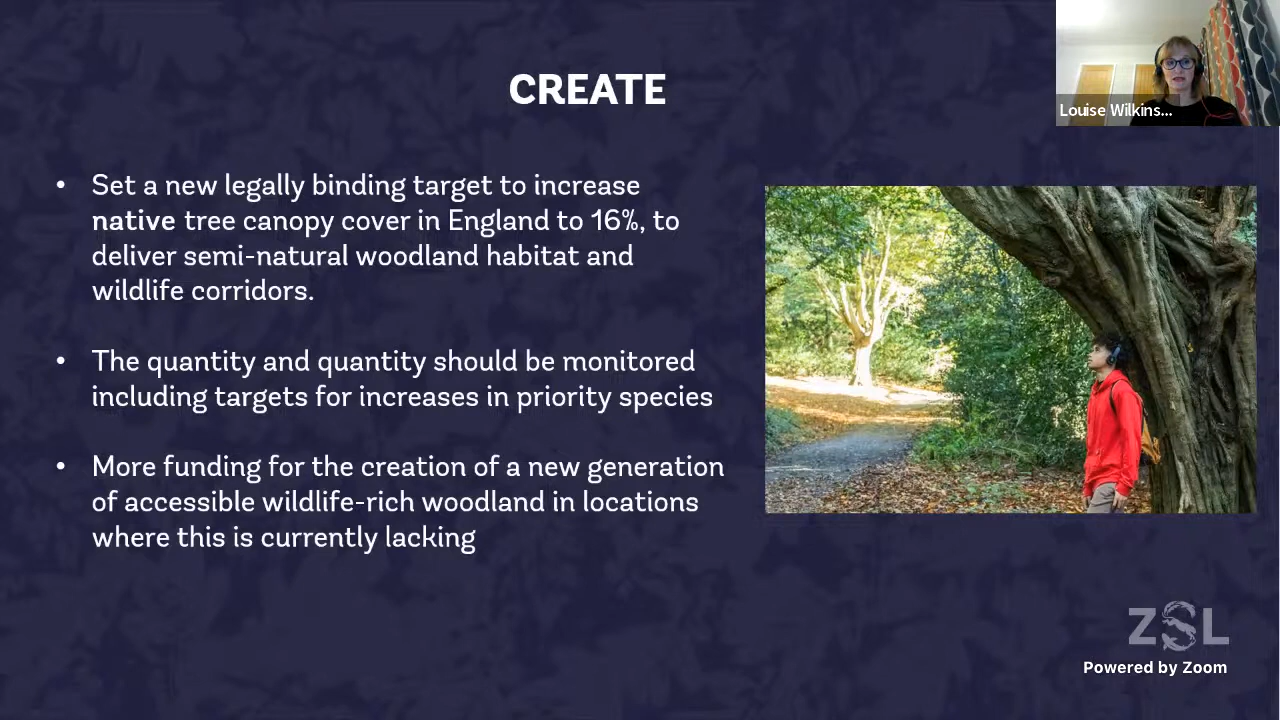 CREATE
Louise Wilkins...
• Set a new legally binding target to increase
native tree canopy cover in England to 16%, to
deliver semi-natural woodland habitat and
wildlife corridors.
• The quantity and quantity should be monitored
including targets for increases in priority species
• More funding for the creation of a new generation
of accessible wildlife-rich woodland in locations
where this is currently lacking
ZSL
Powered by Zoom